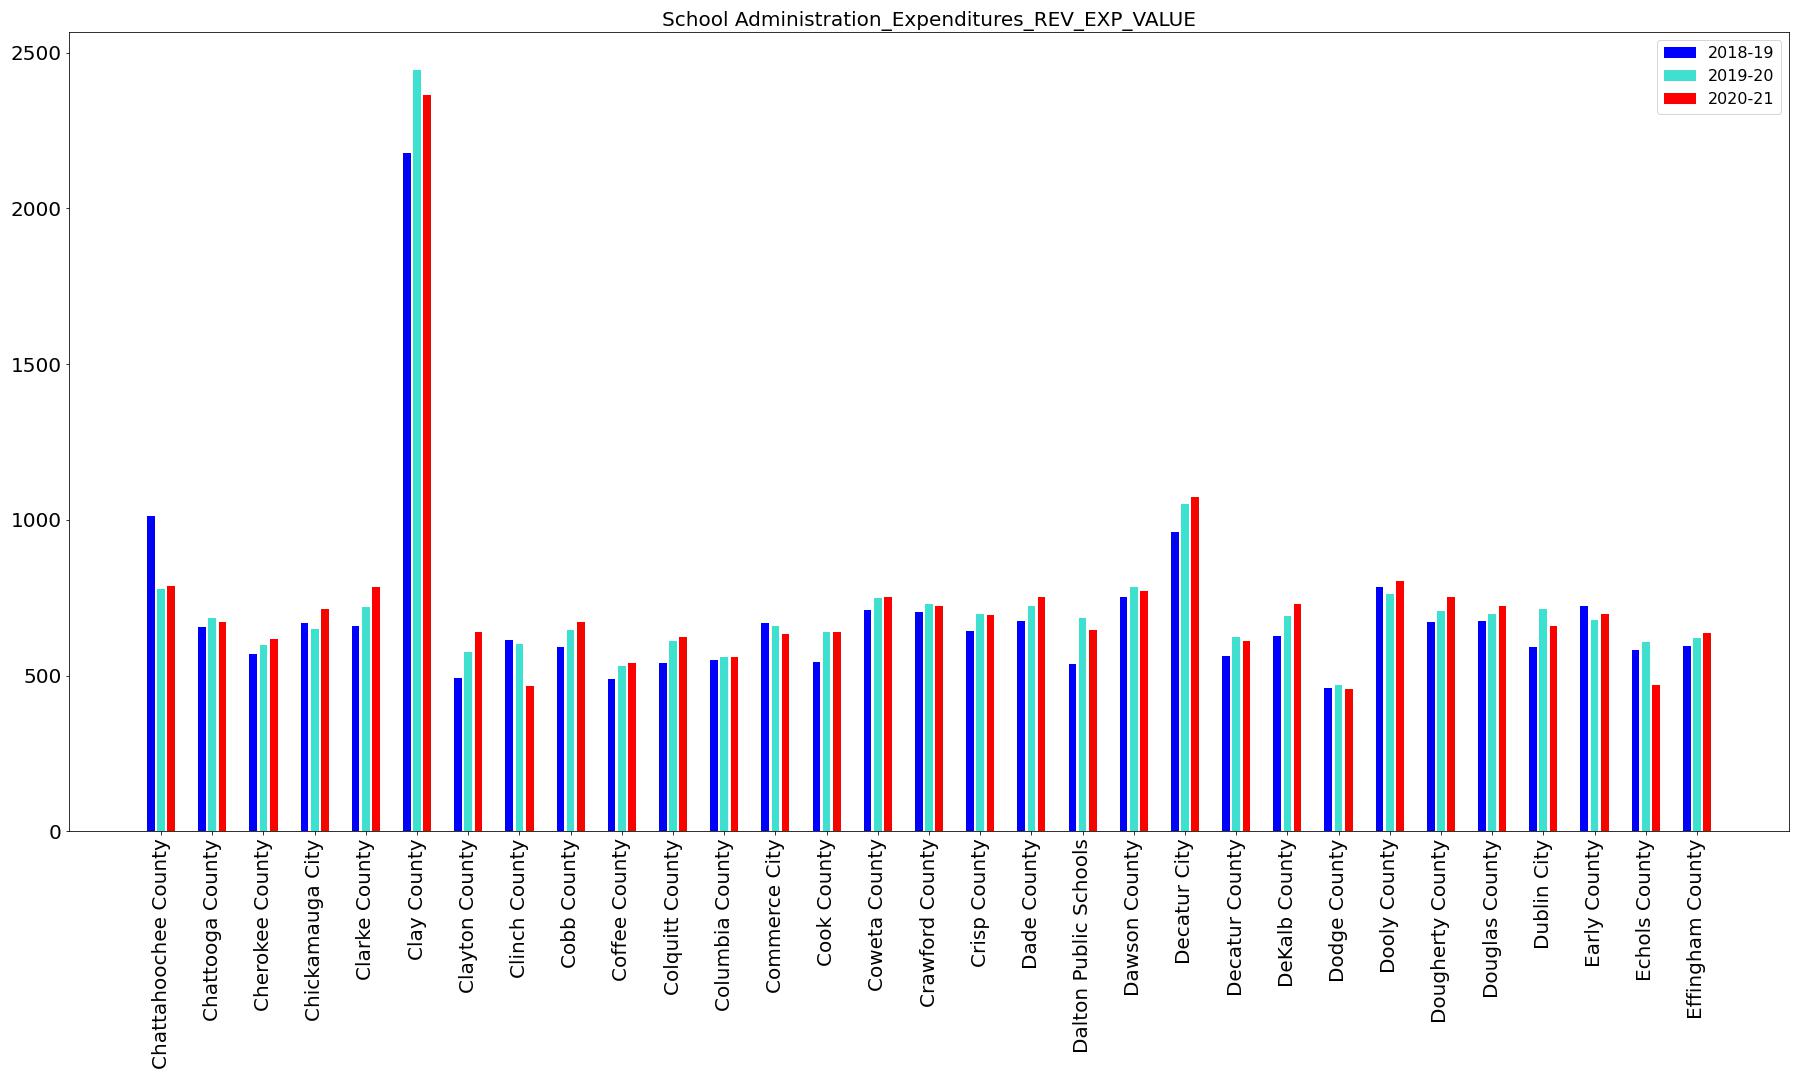 School Administration_Expenditures_REV_EXP_VALUE
2500
2000
1500
1000
500
0
2018-19
2019-20
2020-21
Chattahoochee County
Chattooga County
Cherokee County
Chickamauga City
Clarke County
Clay County
Clayton County
Clinch County
Cobb County
Coffee County
Colquitt County
Columbia County
Commerce City
Cook County
Coweta County
Crawford County
Crisp County
Dade County
Dalton Public Schools
Dawson County
Decatur City
Decatur County
DeKalb County
Dodge County
Dooly County
Dougherty County
Douglas County
Dublin City
Early County
Echols County
Effingham County